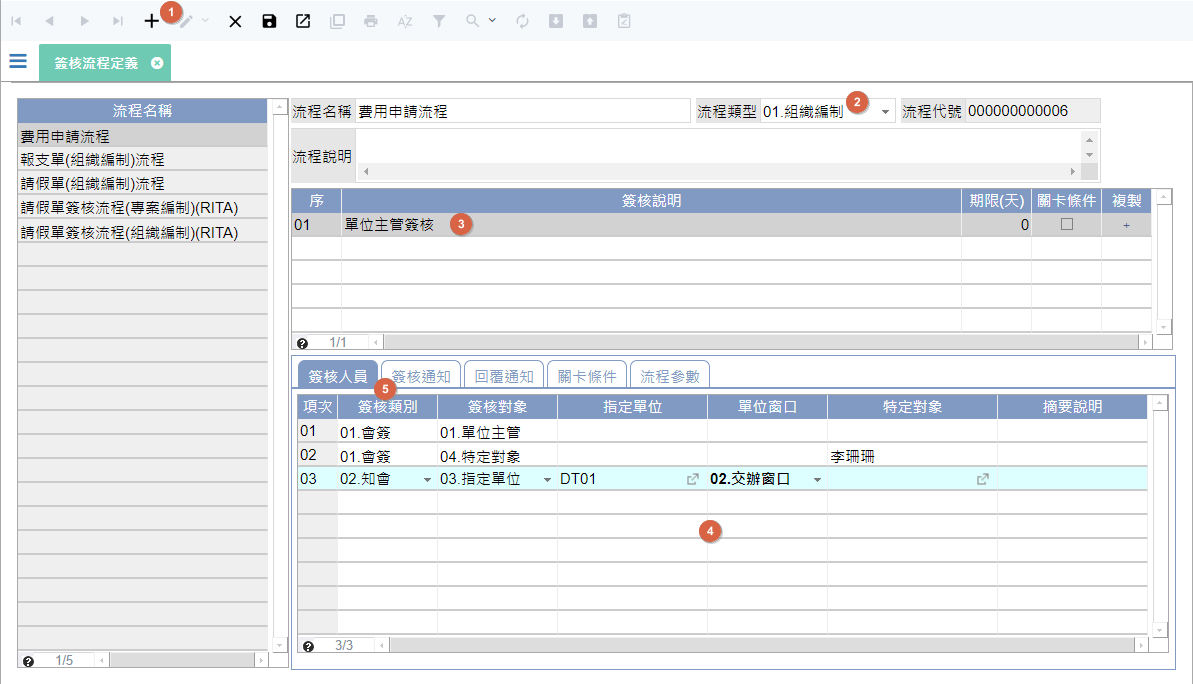 1
簽核流程定義
流程名稱
費用申請流程
報支單(組織編制)流程
請假單(組織編制)流程
請假單簽核流程(專案編制)(RITA)
請假單簽核流程(組織編制)(RITA)
1/5
流程名稱 費用申請流程 流程類型 01.組織編制 2 流程代號 000000000006
流程說明
序 簽核說明 期限(天) 關卡條件 複製
01 單位主管簽核 3 0 +
1/1
簽核人員 簽核通知 回覆通知 關卡條件 流程參數
5
項次 簽核類別 簽核對象 指定單位 單位窗口 特定對象 摘要說明
01 01.會簽 01.單位主管
02 01.會簽 04.特定對象 李珊珊
03 02.知會 03.指定單位 DT01 02.交辦窗口
4
3/3